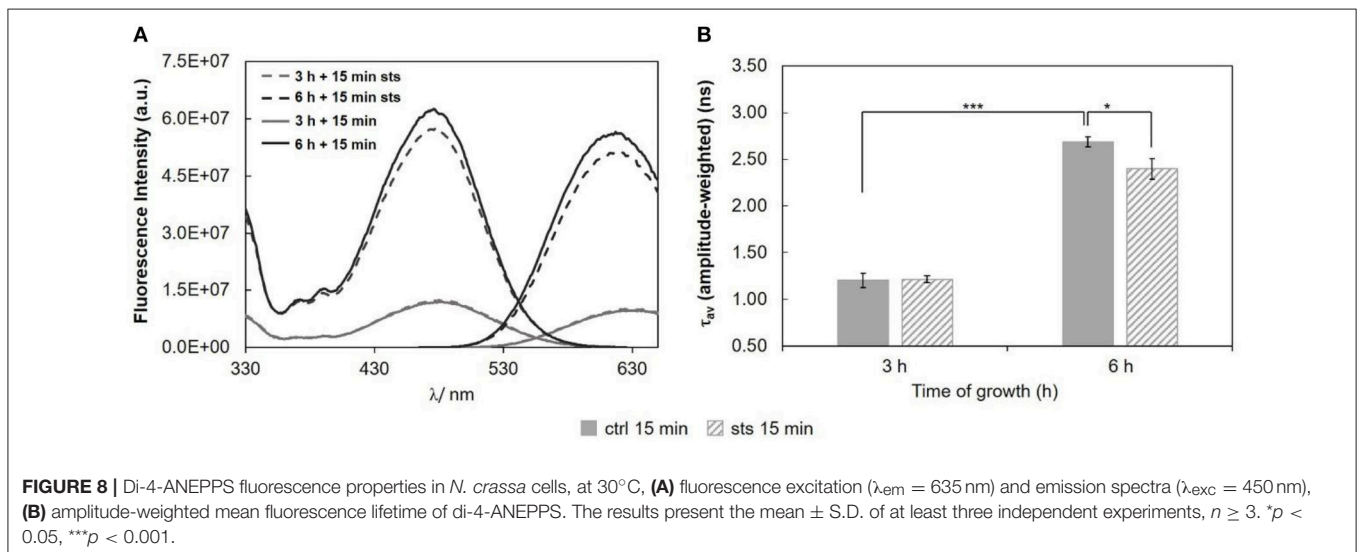 A
B
7.5E+07
6.0E+07
4.5E+07
3.0E+07
1.5E+07
0.0E+00
Fluorescence Intensity (a.u.)
3 h + 15 min sts
6 h + 15 min sts
3 h + 15 min
6 h + 15 min
330 430 530 630
λ/ nm
3.50
3.00
2.50
2.00
1.50
1.00
0.50
τav (amplitude-weighted) (ns)
***
*
3 h 6 h
Time of growth (h)
ctrl 15 min sts 15 min
FIGURE 8 | Di-4-ANEPPS fluorescence properties in N. crassa cells, at 30°C, (A) fluorescence excitation (λem = 635 nm) and emission spectra (λexc = 450 nm),
(B) amplitude-weighted mean fluorescence lifetime of di-4-ANEPPS. The results present the mean ± S.D. of at least three independent experiments, n ≥ 3. *p <
0.05, ***p < 0.001.